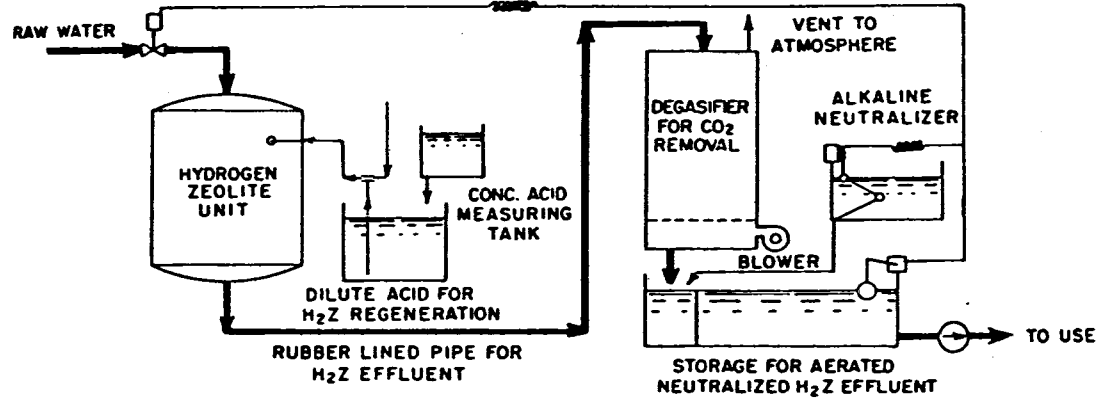 RAW WATER
VENT TO
ATMOSPHERE
DEGASIFIER
FOR CO₂
REMOVAL
ALKALINE
NEUTRALIZER
HYDROGEN
ZEOLITE
UNIT
CONC. ACID
MEASURING
TANK
BLOWER
DILUTE ACID FOR
H₂Z REGENERATION
TO USE
RUBBER LINED PIPE FOR
H₂Z EFFLUENT
STORAGE FOR AERATED
NEUTRALIZED H₂Z EFFLUENT